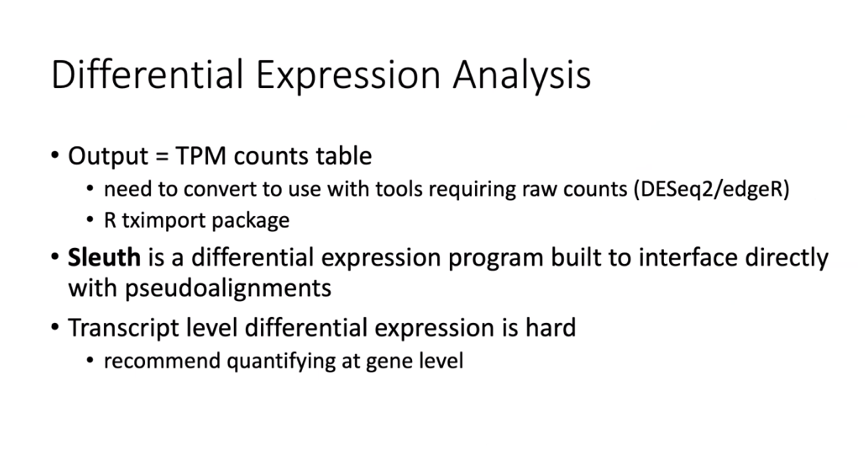 Differential Expression Analysis
• Output = TPM counts table
• need to convert to use with tools requiring raw counts (DESeq2/edgeR)
• R tximport package
• Sleuth is a differential expression program built to interface directly
with pseudoalignments
• Transcript level differential expression is hard
• recommend quantifying at gene level